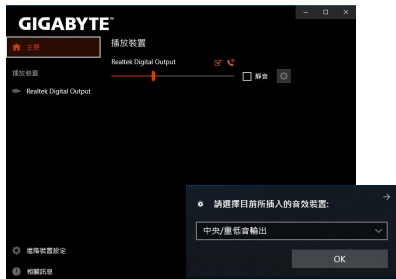 GIGABYTE™
主要
播放裝置
Realtek Digital Output
靜音
播放裝置
Realtek Digital Output
請選擇目前所插入的音效裝置:
中央/重低音輸出
OK
進階裝置設定
相關訊息